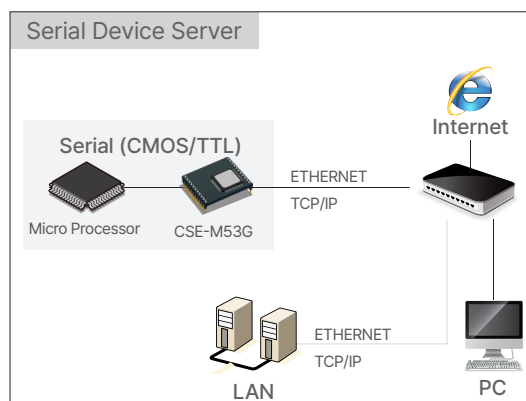 Serial Device Server
Internet
Serial (CMOS/TTL)
ETHERNET
TCP/IP
Micro Processor
CSE-M53G
ETHERNET
TCP/IP
LAN
PC